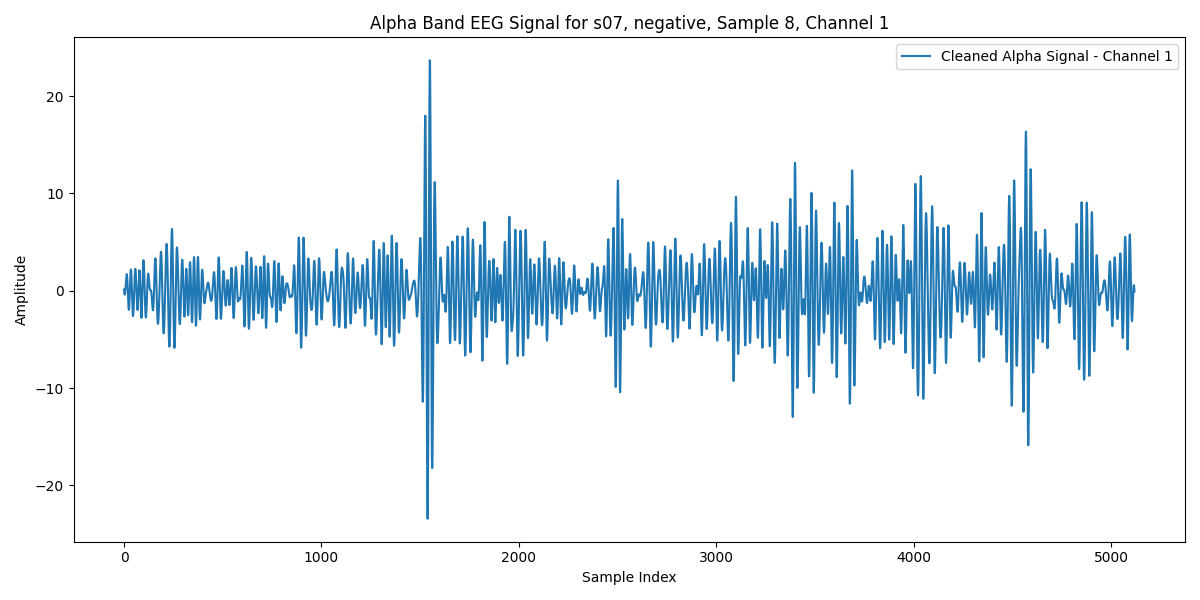 Alpha Band EEG Signal for s07, negative, Sample 8, Channel 1
Cleaned Alpha Signal - Channel 1
Amplitude
20
10
0
−10
−20
0 1000 2000 3000 4000 5000
Sample Index